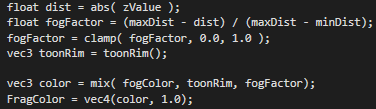 float dist = abs( zValue );
float fogFactor = (maxDist - dist) / (maxDist - minDist);
fogFactor = clamp( fogFactor, 0.0, 1.0 );
vec3 toonRim = toonRim();
vec3 color = mix( fogColor, toonRim, fogFactor);
FragColor = vec4(color, 1.0);